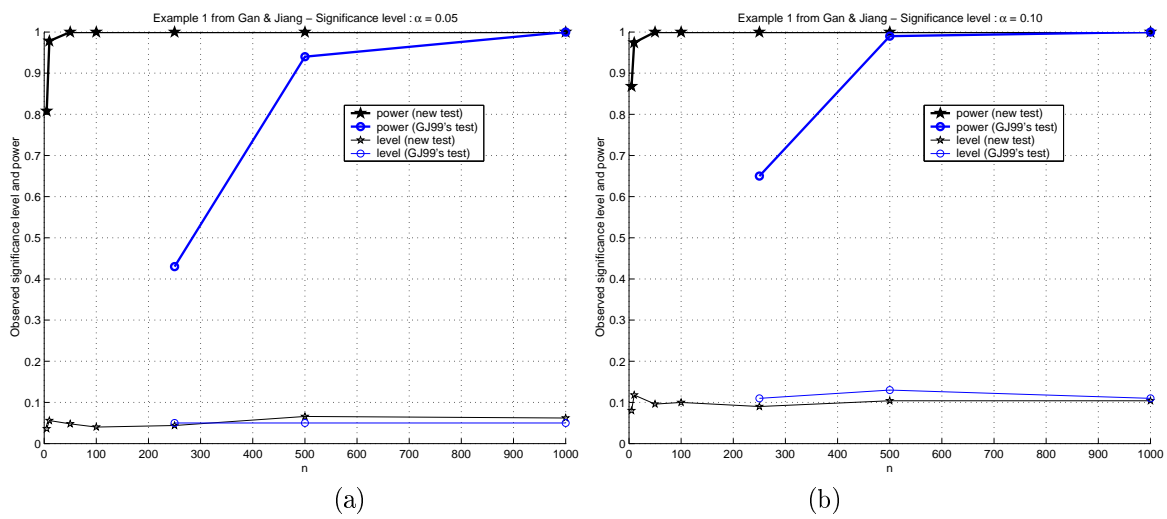 Example 1 from Gan & Jiang − Significance level : α = 0.05
Observed significance level and power
1
0.9
0.8
0.7
0.6
0.5
0.4
0.3
0.2
0.1
0
power (new test)
power (GJ99's test)
level (new test)
level (GJ99's test)
0 100 200 300 400 500 600 700 800 900 1000
n
(a)
Example 1 from Gan & Jiang − Significance level : α = 0.10
Observed significance level and power
1
0.9
0.8
0.7
0.6
0.5
0.4
0.3
0.2
0.1
0
power (new test)
power (GJ99's test)
level (new test)
level (GJ99's test)
0 100 200 300 400 500 600 700 800 900 1000
n
(b)